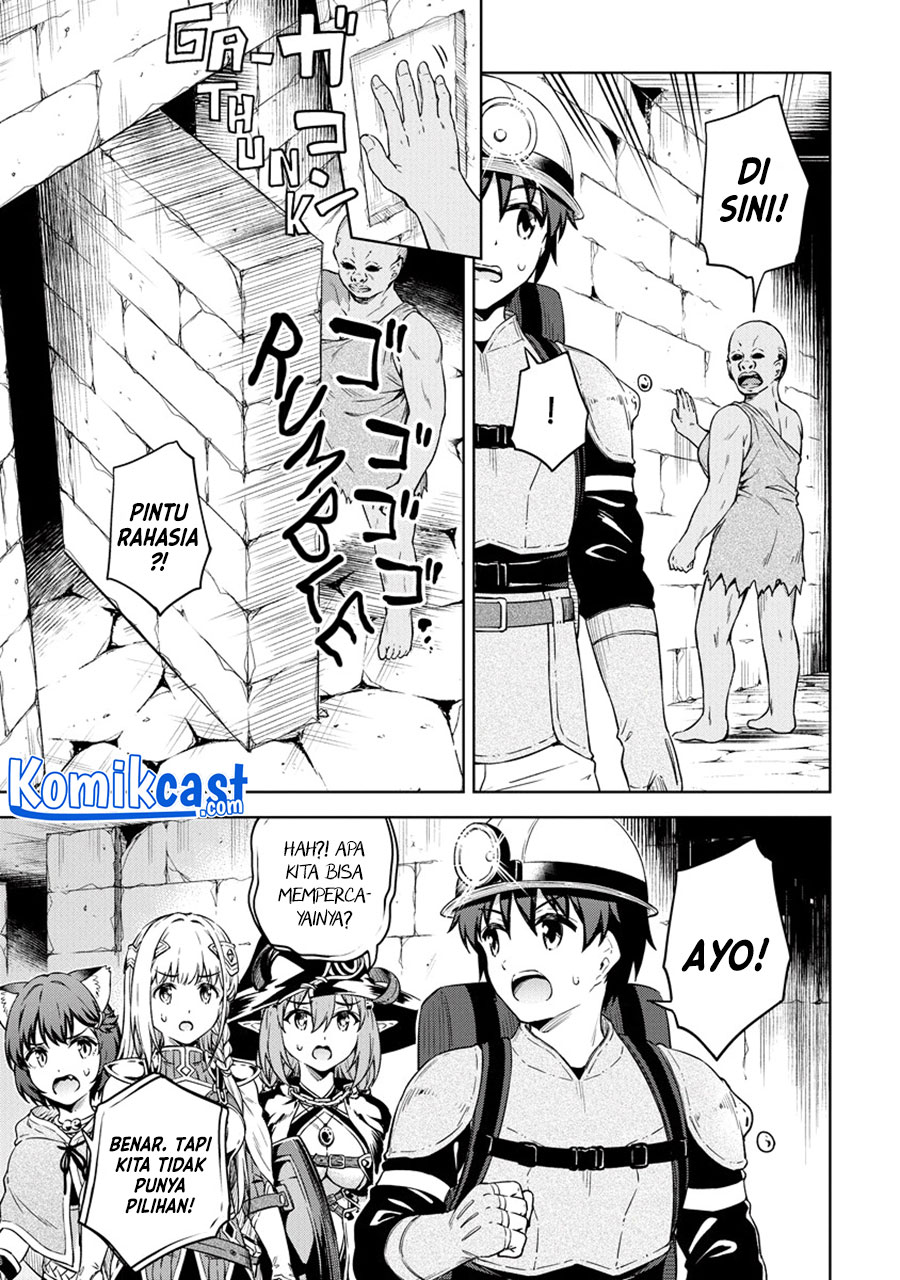 DI
SINI!
!
GA-
THUNK
ガコン
RUMBLE
ゴゴゴゴ
PINTU
RAHASIA
?!
Komikcast
.com
AYO!
HAH?! APA
KITA BISA
MEMPERCA-
YAINYA?
BENAR. TAPI
KITA TIDAK
PUNYA
PILIHAN!